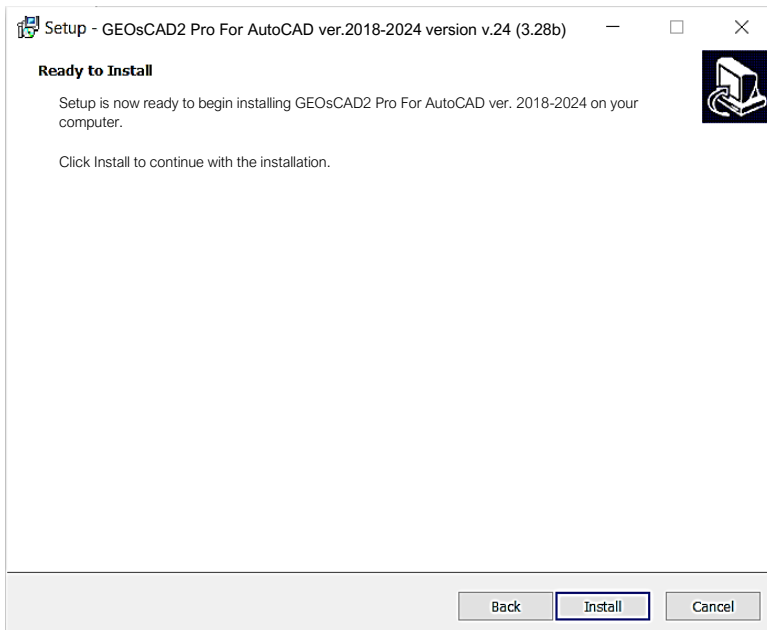 Setup - GEOsCAD2 Pro For AutoCAD ver.2018-2024 version v.24 (3.28b)
Ready to Install
Setup is now ready to begin installing GEOsCAD2 Pro For AutoCAD ver. 2018-2024 on your
computer.
Click Install to continue with the installation.
Back Install Cancel